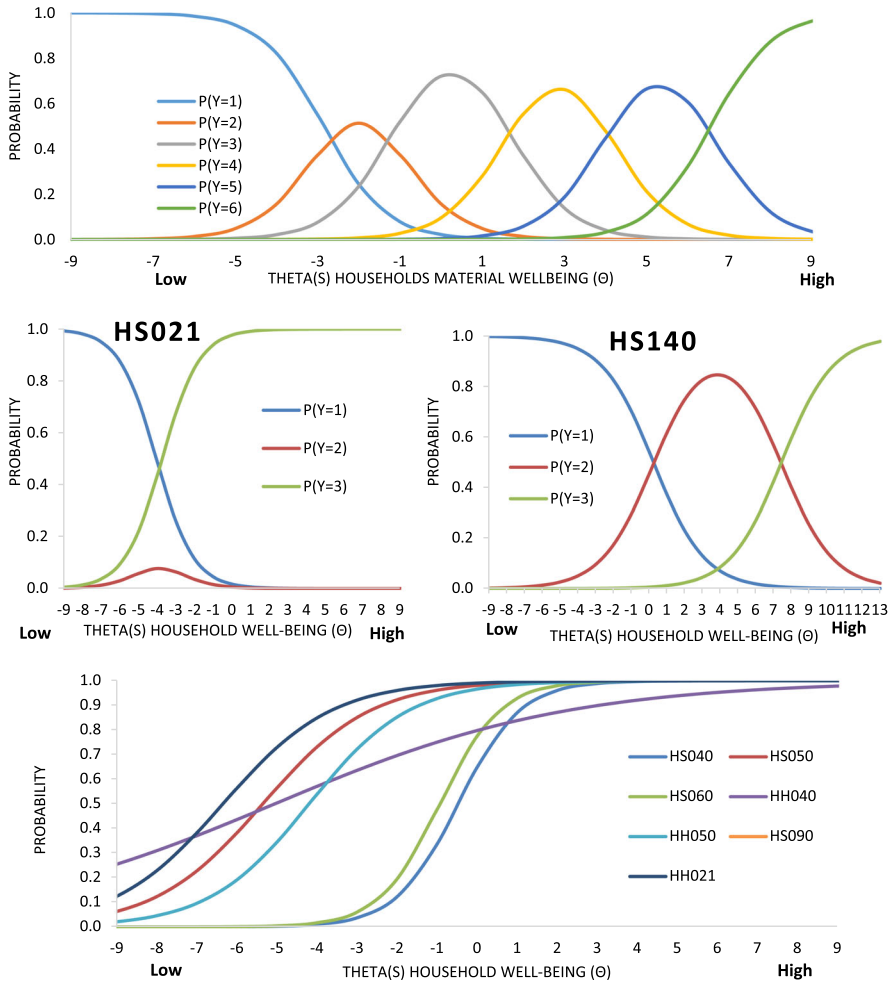 1.0
0.8
0.6
0.4
0.2
0.0
PROBABILITY
P(Y=1)
P(Y=2)
P(Y=3)
P(Y=4)
P(Y=5)
P(Y=6)
-9 -7 -5 -3 -1 1 3 5 7 9
Low THETA(S) HOUSEHOLDS MATERIAL WELLBEING (Θ) High
HS021
1.0
0.8
0.6
0.4
0.2
0.0
PROBABILITY
P(Y=1)
P(Y=2)
P(Y=3)
-9 -8 -7 -6 -5 -4 -3 -2 -1 0 1 2 3 4 5 6 7 8 9
Low THETA(S) HOUSEHOLD WELL-BEING (Θ) High
HS140
1.0
0.8
0.6
0.4
0.2
0.0
PROBABILITY
P(Y=1)
P(Y=2)
P(Y=3)
-9 -8 -7 -6 -5 -4 -3 -2 -1 0 1 2 3 4 5 6 7 8 9 10 11 12 13
Low THETA(S) HOUSEHOLD WELL-BEING (Θ) High
1.0
0.9
0.8
0.7
0.6
0.5
0.4
0.3
0.2
0.1
0.0
PROBABILITY
HS040 HS050
HS060 HH040
HH050 HS090
HH021
-9 -8 -7 -6 -5 -4 -3 -2 -1 0 1 2 3 4 5 6 7 8 9
Low THETA(S) HOUSEHOLD WELL-BEING (Θ) High